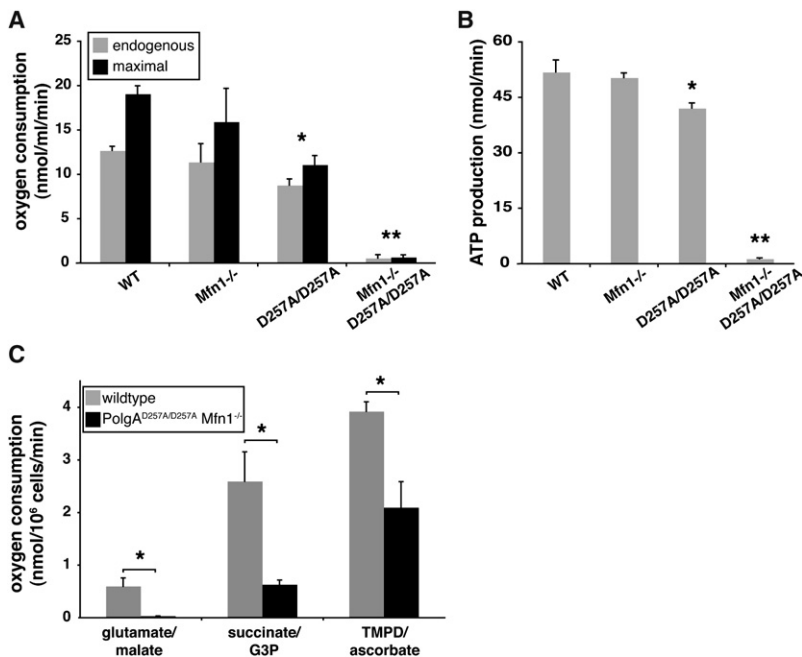 A
25
20
15
10
5
0
oxygen consumption
(nmol/ml/min)
endogenous
maximal
*
**
WT
Mfn1-/-
D257A/D257A
Mfn1-/-
D257A/D257A
B
60
45
30
15
0
ATP production (nmol/min)
*
**
WT
Mfn1-/-
D257A/D257A
Mfn1-/-
D257A/D257A
C
4
3
2
1
0
oxygen consumption
(nmol/10⁶ cells/min)
wildtype
PolgA^D257A/D257A Mfn1⁻/⁻
*
*
*
glutamate/
malate
succinate/
G3P
TMPD/
ascorbate